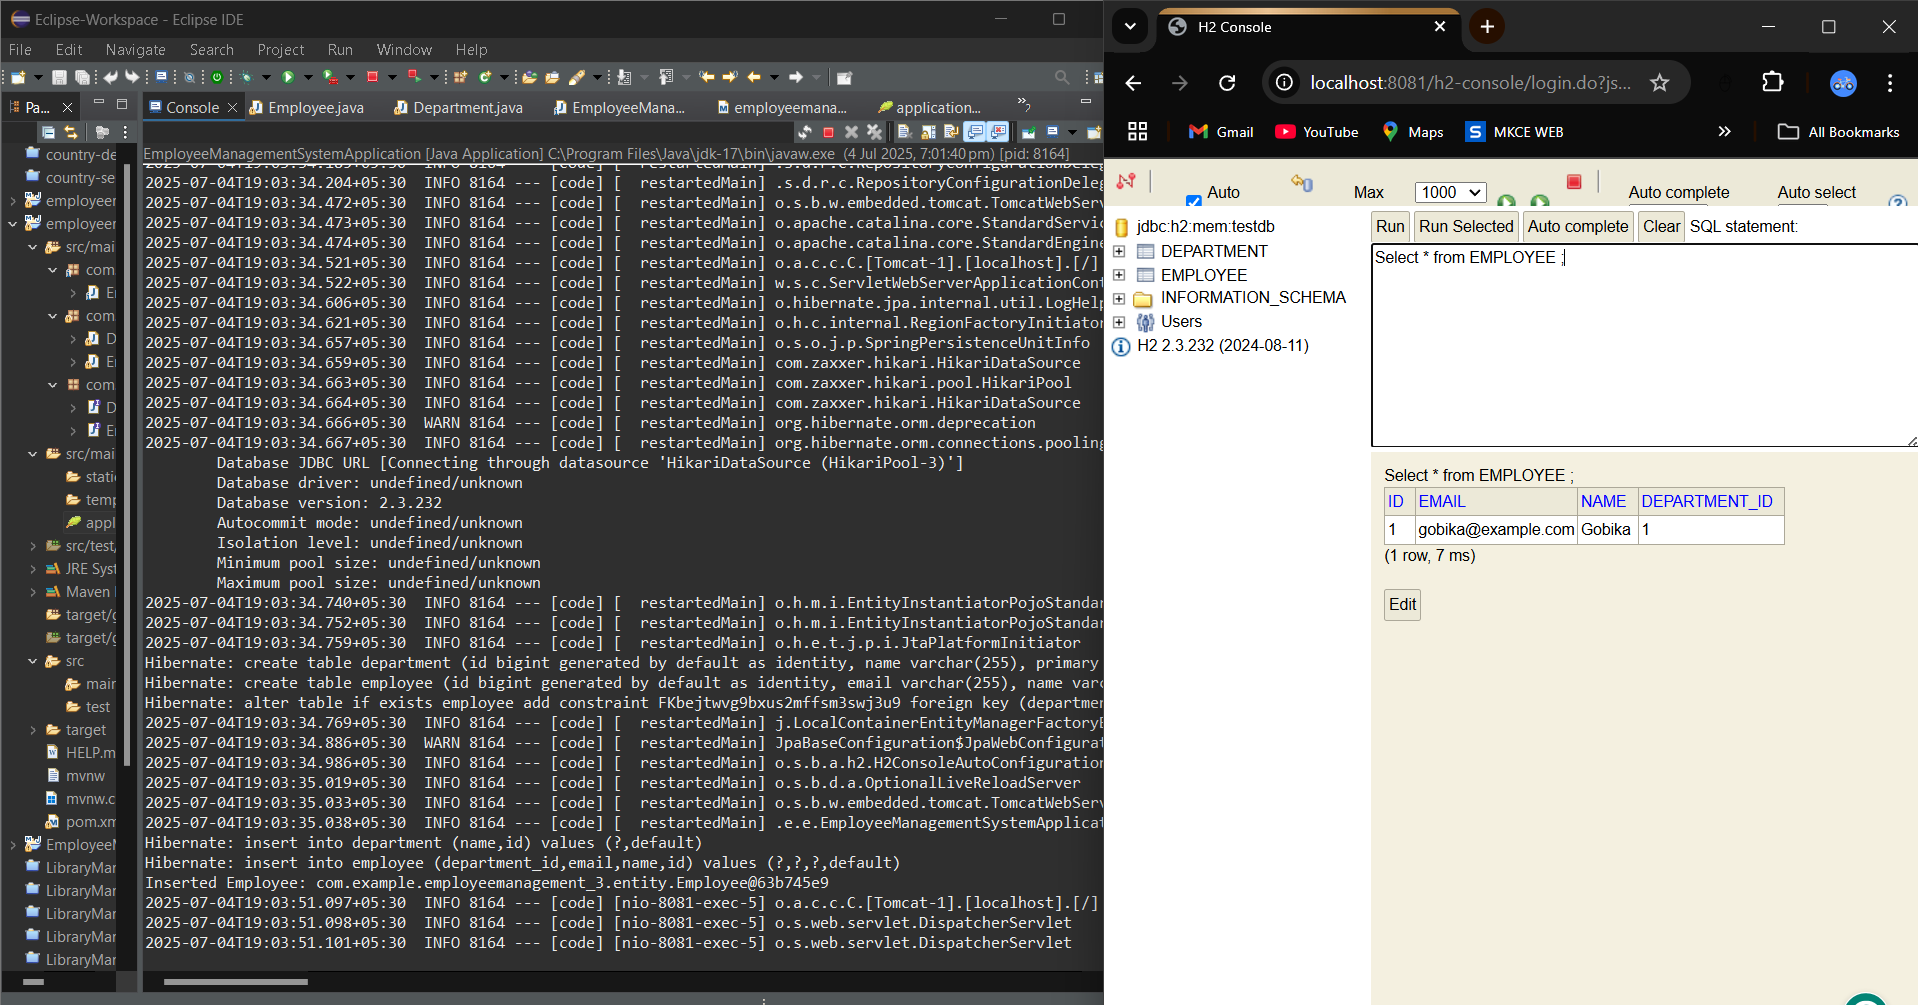 Eclipse-Workspace - Eclipse IDE
File Edit Navigate Search Project Run Window Help
Pa...
Console
Employee.java
Department.java
EmployeeMana...
employeemana...
application...
EmployeeManagementSystemApplication [Java Application] C:\Program Files\Java\jdk-17\bin\javaw.exe (4 Jul 2025, 7:01:40 pm) [pid: 8164]
country-de
country-se
employeer
employeer
src/mai
com
com
D
com
D
src/mai
stati
temp
appl
src/test,
JRE Syst
Maven
target/g
target/g
src
main
test
target
HELP.m
mvnw
mvnw.c
pom.xm
EmployeeM
LibraryMar
LibraryMar
LibraryMar
LibraryMar
LibraryMar
2025-07-04T19:03:34.204+05:30 INFO 8164 --- [code] [ restartedMain] .s.d.r.c.RepositoryConfigurationDeleg
2025-07-04T19:03:34.472+05:30 INFO 8164 --- [code] [ restartedMain] o.s.b.w.embedded.tomcat.TomcatWebServ
2025-07-04T19:03:34.473+05:30 INFO 8164 --- [code] [ restartedMain] o.apache.catalina.core.StandardServic
2025-07-04T19:03:34.474+05:30 INFO 8164 --- [code] [ restartedMain] o.apache.catalina.core.StandardEngine
2025-07-04T19:03:34.521+05:30 INFO 8164 --- [code] [ restartedMain] o.a.c.c.C.[Tomcat-1].[localhost].[/]
2025-07-04T19:03:34.522+05:30 INFO 8164 --- [code] [ restartedMain] w.s.c.ServletWebServerApplicationCont
2025-07-04T19:03:34.606+05:30 INFO 8164 --- [code] [ restartedMain] o.hibernate.jpa.internal.util.LogHelp
2025-07-04T19:03:34.621+05:30 INFO 8164 --- [code] [ restartedMain] o.h.c.internal.RegionFactoryInitiator
2025-07-04T19:03:34.657+05:30 INFO 8164 --- [code] [ restartedMain] o.s.o.j.p.SpringPersistenceUnitInfo
2025-07-04T19:03:34.659+05:30 INFO 8164 --- [code] [ restartedMain] com.zaxxer.hikari.HikariDataSource
2025-07-04T19:03:34.663+05:30 INFO 8164 --- [code] [ restartedMain] com.zaxxer.hikari.pool.HikariPool
2025-07-04T19:03:34.664+05:30 INFO 8164 --- [code] [ restartedMain] com.zaxxer.hikari.HikariDataSource
2025-07-04T19:03:34.666+05:30 WARN 8164 --- [code] [ restartedMain] org.hibernate.orm.deprecation
2025-07-04T19:03:34.667+05:30 INFO 8164 --- [code] [ restartedMain] org.hibernate.orm.connections.pooling
Database JDBC URL [Connecting through datasource 'HikariDataSource (HikariPool-3)']
Database driver: undefined/unknown
Database version: 2.3.232
Autocommit mode: undefined/unknown
Isolation level: undefined/unknown
Minimum pool size: undefined/unknown
Maximum pool size: undefined/unknown
2025-07-04T19:03:34.740+05:30 INFO 8164 --- [code] [ restartedMain] o.h.m.i.EntityInstantiatorPojoStandar
2025-07-04T19:03:34.752+05:30 INFO 8164 --- [code] [ restartedMain] o.h.m.i.EntityInstantiatorPojoStandar
2025-07-04T19:03:34.759+05:30 INFO 8164 --- [code] [ restartedMain] o.h.e.t.j.p.i.JtaPlatformInitiator
Hibernate: create table department (id bigint generated by default as identity, name varchar(255), primary
Hibernate: create table employee (id bigint generated by default as identity, email varchar(255), name varc
Hibernate: alter table if exists employee add constraint FKbejtwvg9bxus2mffsm3swj3u9 foreign key (departmen
2025-07-04T19:03:34.769+05:30 INFO 8164 --- [code] [ restartedMain] j.LocalContainerEntityManagerFactoryB
2025-07-04T19:03:34.886+05:30 WARN 8164 --- [code] [ restartedMain] JpaBaseConfiguration$JpaWebConfigurat
2025-07-04T19:03:34.986+05:30 INFO 8164 --- [code] [ restartedMain] o.s.b.a.h2.H2ConsoleAutoConfiguration
2025-07-04T19:03:35.019+05:30 INFO 8164 --- [code] [ restartedMain] o.s.b.d.a.OptionalLiveReloadServer
2025-07-04T19:03:35.033+05:30 INFO 8164 --- [code] [ restartedMain] o.s.b.w.embedded.tomcat.TomcatWebServ
2025-07-04T19:03:35.038+05:30 INFO 8164 --- [code] [ restartedMain] .e.e.EmployeeManagementSystemApplicat
Hibernate: insert into department (name,id) values (?,default)
Hibernate: insert into employee (department_id,email,name,id) values (?,?,?,default)
Inserted Employee: com.example.employeemanagement_3.entity.Employee@63b745e9
2025-07-04T19:03:51.097+05:30 INFO 8164 --- [code] [nio-8081-exec-5] o.a.c.c.C.[Tomcat-1].[localhost].[/]
2025-07-04T19:03:51.098+05:30 INFO 8164 --- [code] [nio-8081-exec-5] o.s.web.servlet.DispatcherServlet
2025-07-04T19:03:51.101+05:30 INFO 8164 --- [code] [nio-8081-exec-5] o.s.web.servlet.DispatcherServlet
H2 Console
localhost:8081/h2-console/login.do?js...
Gmail YouTube Maps S MKCE WEB All Bookmarks
Auto Max 1000 Auto complete Auto select
jdbc:h2:mem:testdb
DEPARTMENT
EMPLOYEE
INFORMATION_SCHEMA
Users
H2 2.3.232 (2024-08-11)
Run Run Selected Auto complete Clear SQL statement:
Select * from EMPLOYEE ;
Select * from EMPLOYEE ;
ID EMAIL NAME DEPARTMENT_ID
1 gobika@example.com Gobika 1
(1 row, 7 ms)
Edit